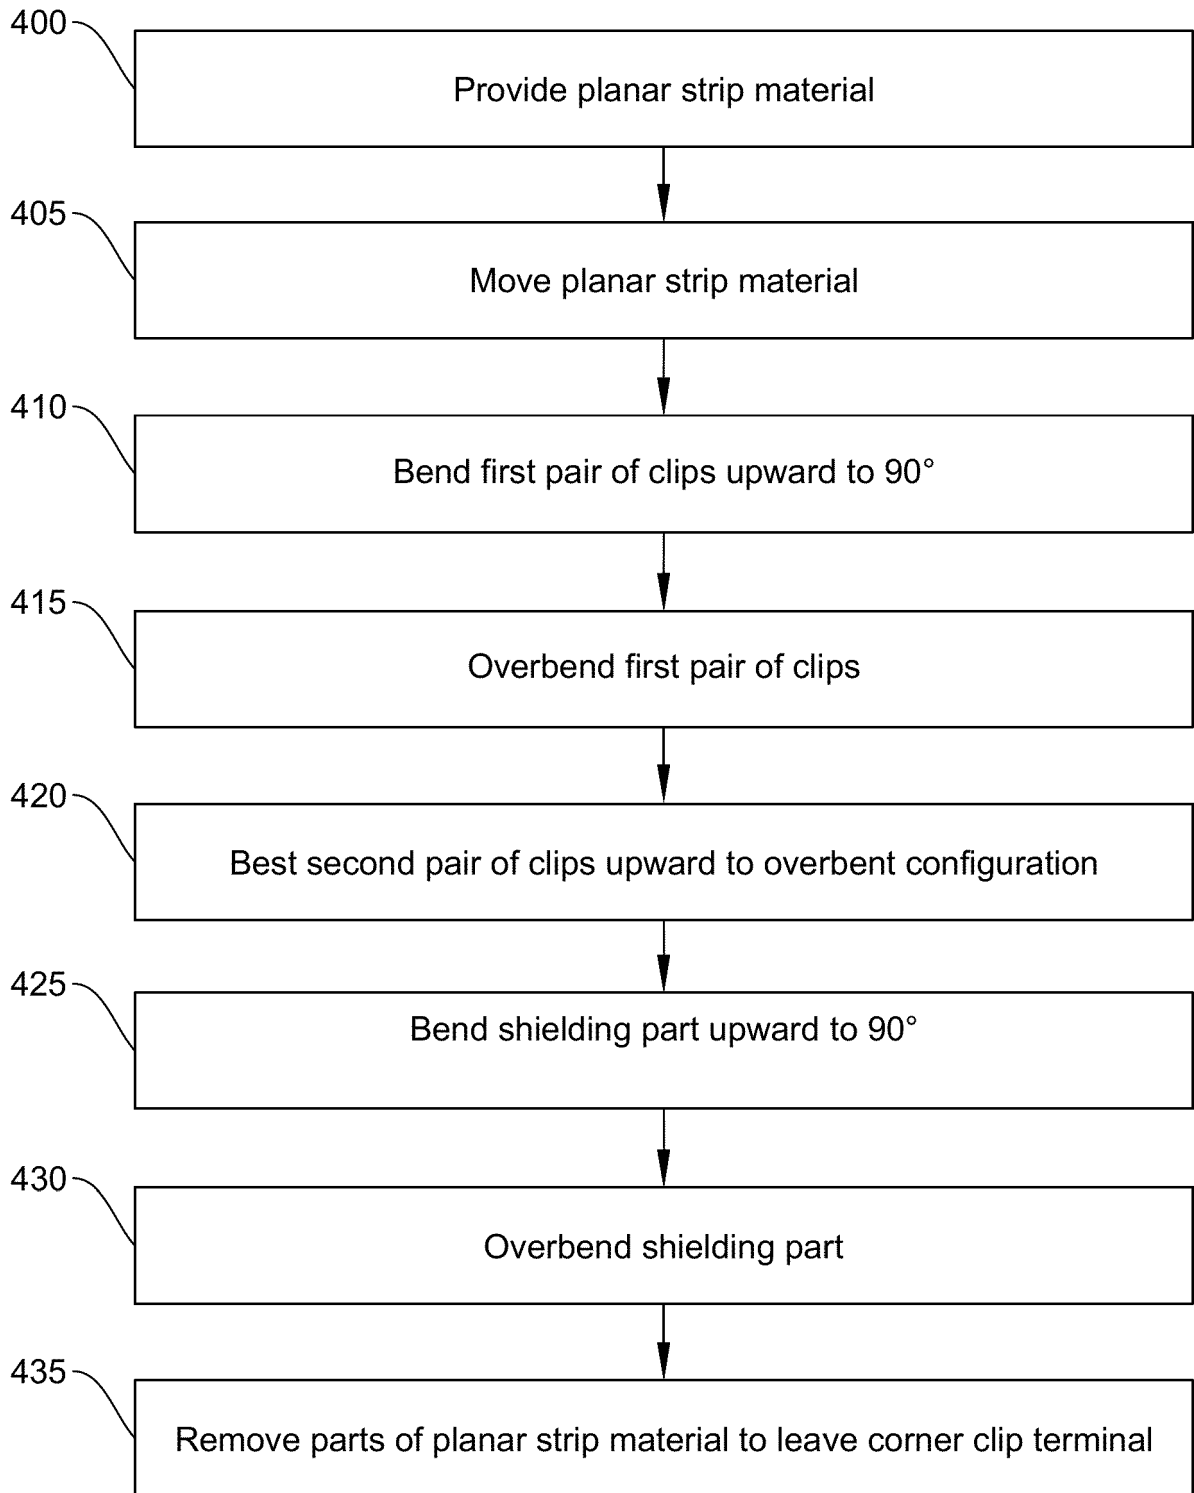 400
Provide planar strip material
405
Move planar strip material
410
Bend first pair of clips upward to 90°
415
Overbend first pair of clips
420
Best second pair of clips upward to overbent configuration
425
Bend shielding part upward to 90°
430
Overbend shielding part
435
Remove parts of planar strip material to leave corner clip terminal